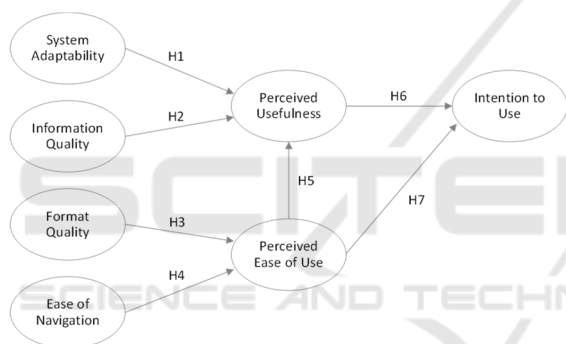 System
Adaptability
H1
Perceived
Usefulness
H6
Intention to
Use
Information
Quality
H2
H5
H7
Format
Quality
H3
Perceived
Ease of Use
H4
Ease of
Navigation
SCITE
SCIENCE AND TECHN